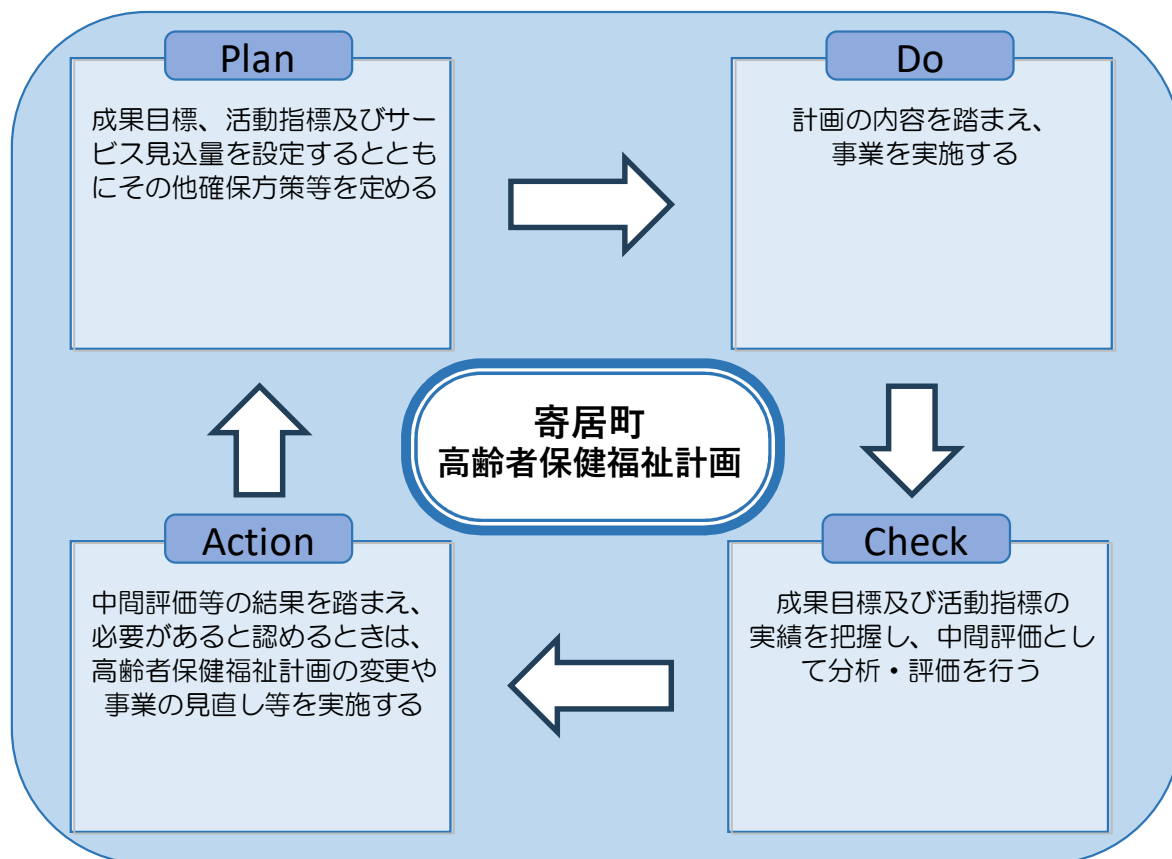 Plan
成果目標、活動指標及びサー
ビス見込量を設定するととも
にその他確保方策等を定める
Do
計画の内容を踏まえ、
事業を実施する
寄居町
高齢者保健福祉計画
Action
中間評価等の結果を踏まえ、
必要があると認めるときは、
高齢者保健福祉計画の変更や
事業の見直し等を実施する
Check
成果目標及び活動指標の
実績を把握し、中間評価とし
て分析・評価を行う